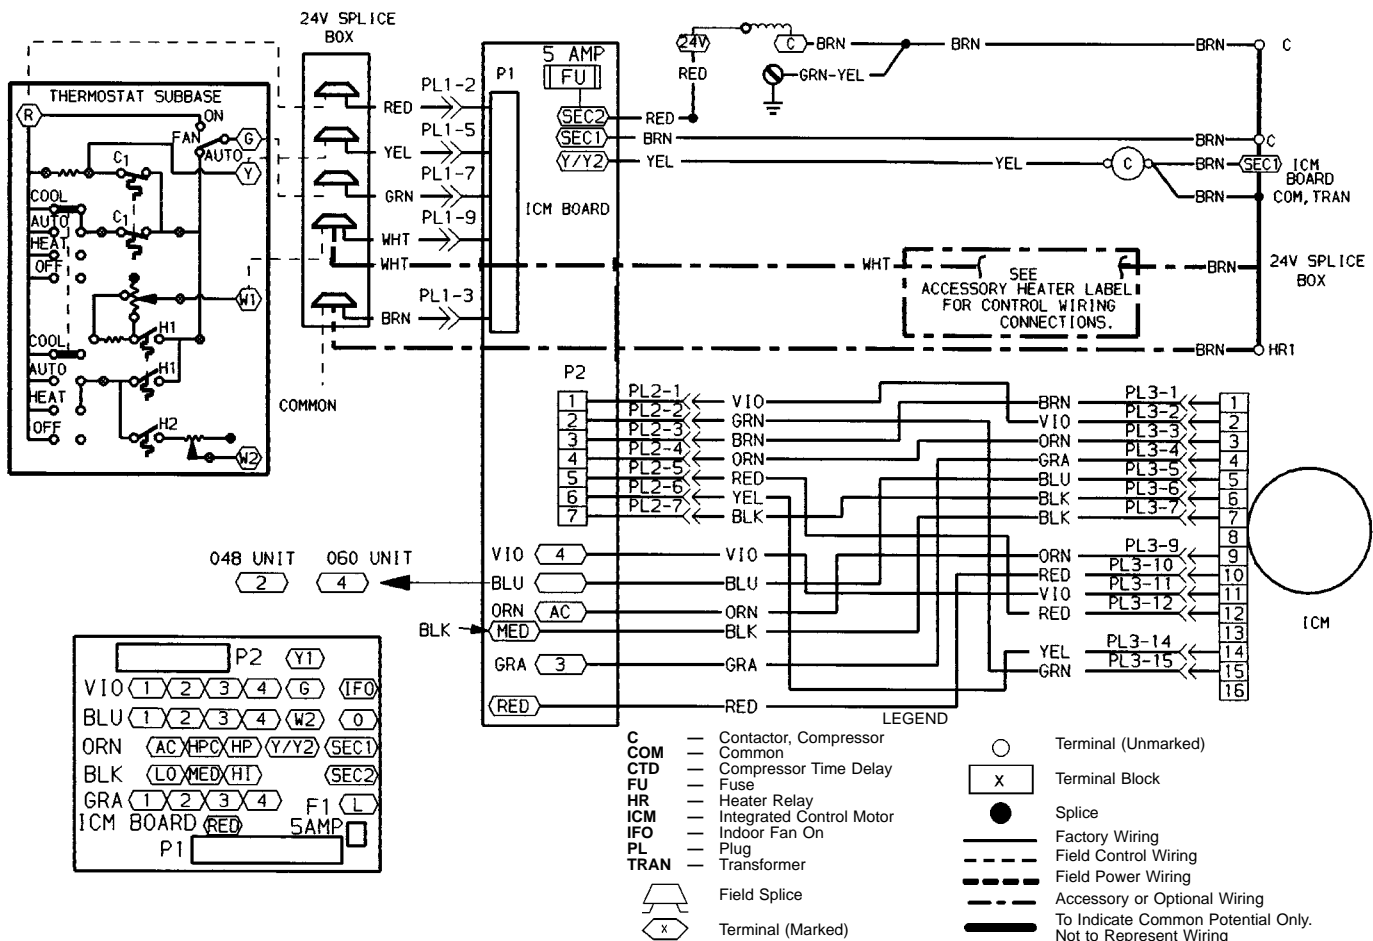 24V SPLICE
BOX
THERMOSTAT SUBBASE
R
ON
FAN
G
AUTO
Y
C1
COOL
AUTO
C1
HEAT
OFF
W1
H1
COOL
AUTO
H1
HEAT
H2
OFF
W2
COMMON
RED
YEL
GRN
WHT
WHT
BRN
PL1-2
PL1-5
PL1-7
PL1-9
PL1-3
P1
5 AMP
FU
SEC2
SEC1
Y/Y2
ICM BOARD
RED
BRN
YEL
24V
RED
C
BRN
BRN
BRN
C
GRN-YEL
BRN
C
YEL
C
BRN
SEC1
ICM
BOARD
BRN
COM, TRAN
WHT
SEE
ACCESSORY HEATER LABEL
FOR CONTROL WIRING
CONNECTIONS.
BRN
24V SPLICE
BOX
BRN
HR1
P2
1 PL2-1 VIO
2 PL2-2 GRN
3 PL2-3 BRN
4 PL2-4 ORN
5 PL2-5 RED
6 PL2-6 YEL
7 PL2-7 BLK
BRN PL3-1 1
VIO PL3-2 2
ORN PL3-3 3
GRA PL3-4 4
BLU PL3-5 5
BLK PL3-6 6
BLK PL3-7 7
8
ORN PL3-9 9
RED PL3-10 10
VIO PL3-11 11
RED PL3-12 12
13
YEL PL3-14 14
GRN PL3-15 15
16
ICM
048 UNIT
060 UNIT
2
4
VIO 4 VIO
BLU BLU
ORN AC ORN
BLK MED BLK
GRA 3 GRA
RED RED
P2 Y1
VIO 1 2 3 4 G IFO
BLU 1 2 3 4 W2 O
ORN AC HPC HP Y/Y2 SEC1
BLK LO MED HI SEC2
GRA 1 2 3 4 F1 L
ICM BOARD RED 5AMP
P1
LEGEND
C — Contactor, Compressor
COM — Common
CTD — Compressor Time Delay
FU — Fuse
HR — Heater Relay
ICM — Integrated Control Motor
IFO — Indoor Fan On
PL — Plug
TRAN — Transformer
Field Splice
X Terminal (Marked)
Terminal (Unmarked)
X Terminal Block
Splice
Factory Wiring
Field Control Wiring
Field Power Wiring
Accessory or Optional Wiring
To Indicate Common Potential Only.
Not to Represent Wiring